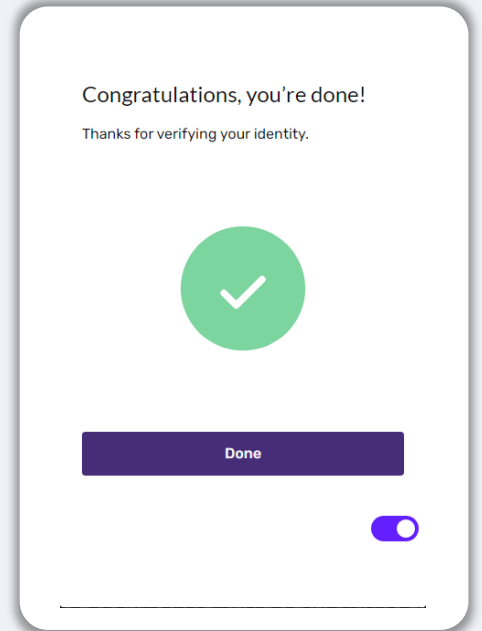 Congratulations, you’re done!
Thanks for verifying your identity.
Done